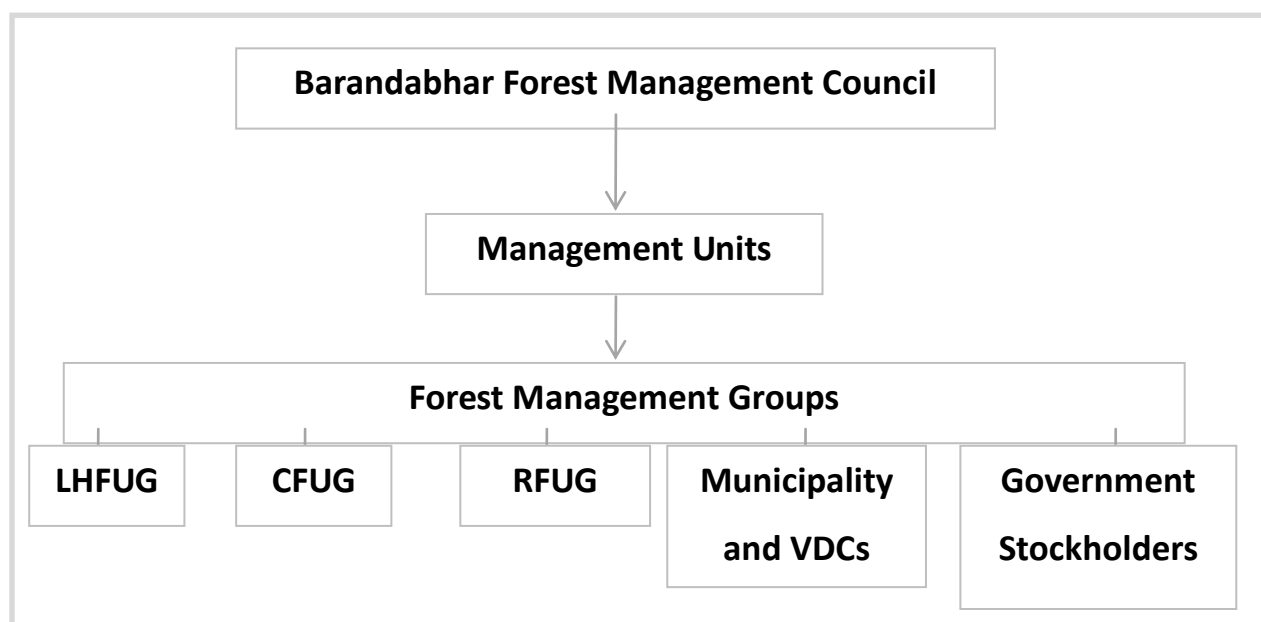 Barandabhar Forest Management Council
Management Units
Forest Management Groups
LHFUG
CFUG
RFUG
Municipality
and VDCs
Government
Stockholders